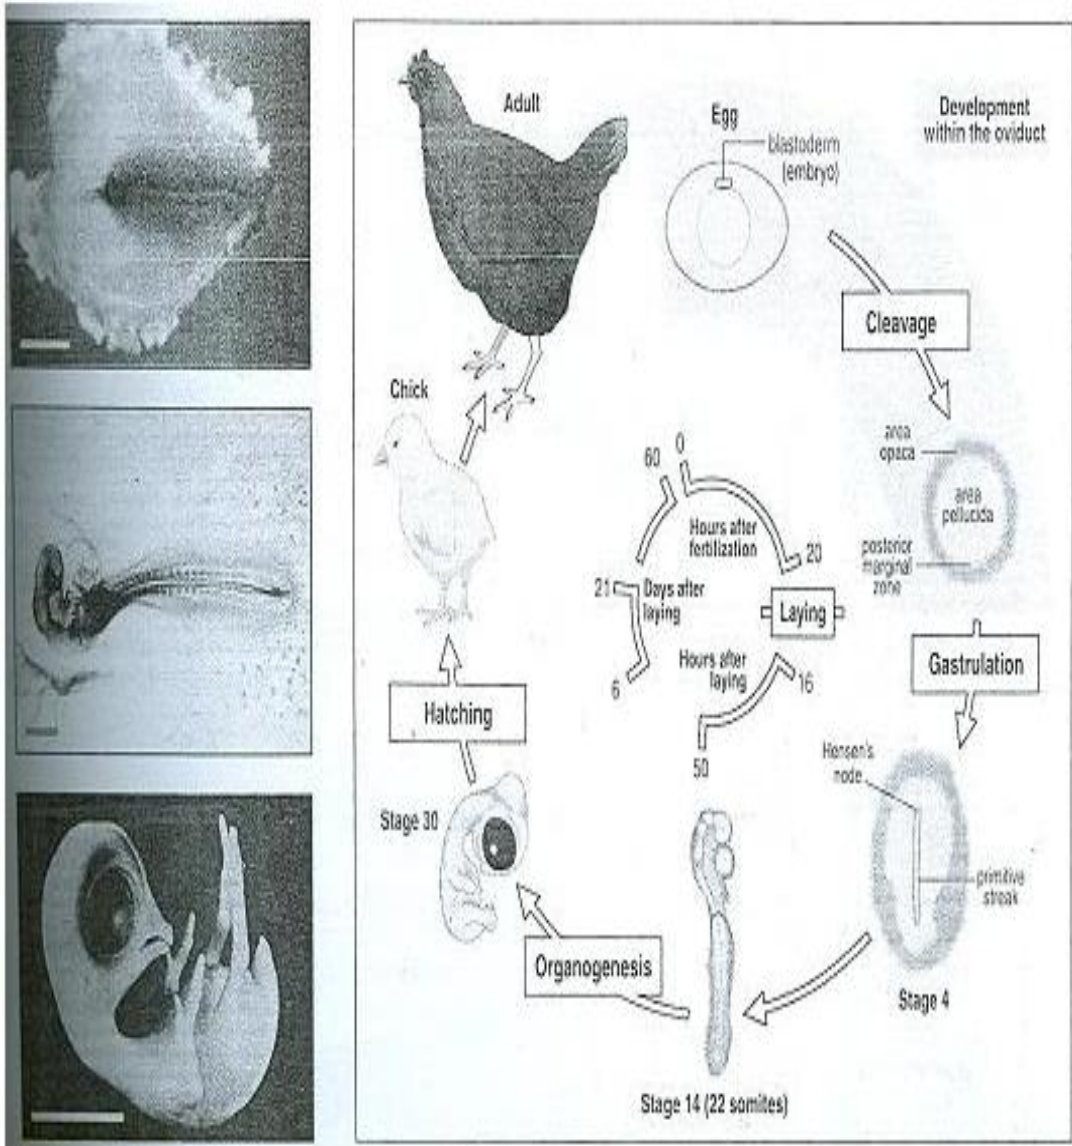 Adult
Egg
blastoderm
(embryo)
Development
within the oviduct
Cleavage
Chick
area
opaca
area
pellucida
posterior
marginal
zone
60
0
Hours after
fertilization
20
21
Days after
laying
Laying
Hours after
laying
6
16
50
Gastrulation
Hatching
Hensen's
node
Stage 30
primitive
streak
Organogenesis
Stage 4
Stage 14 (22 somites)